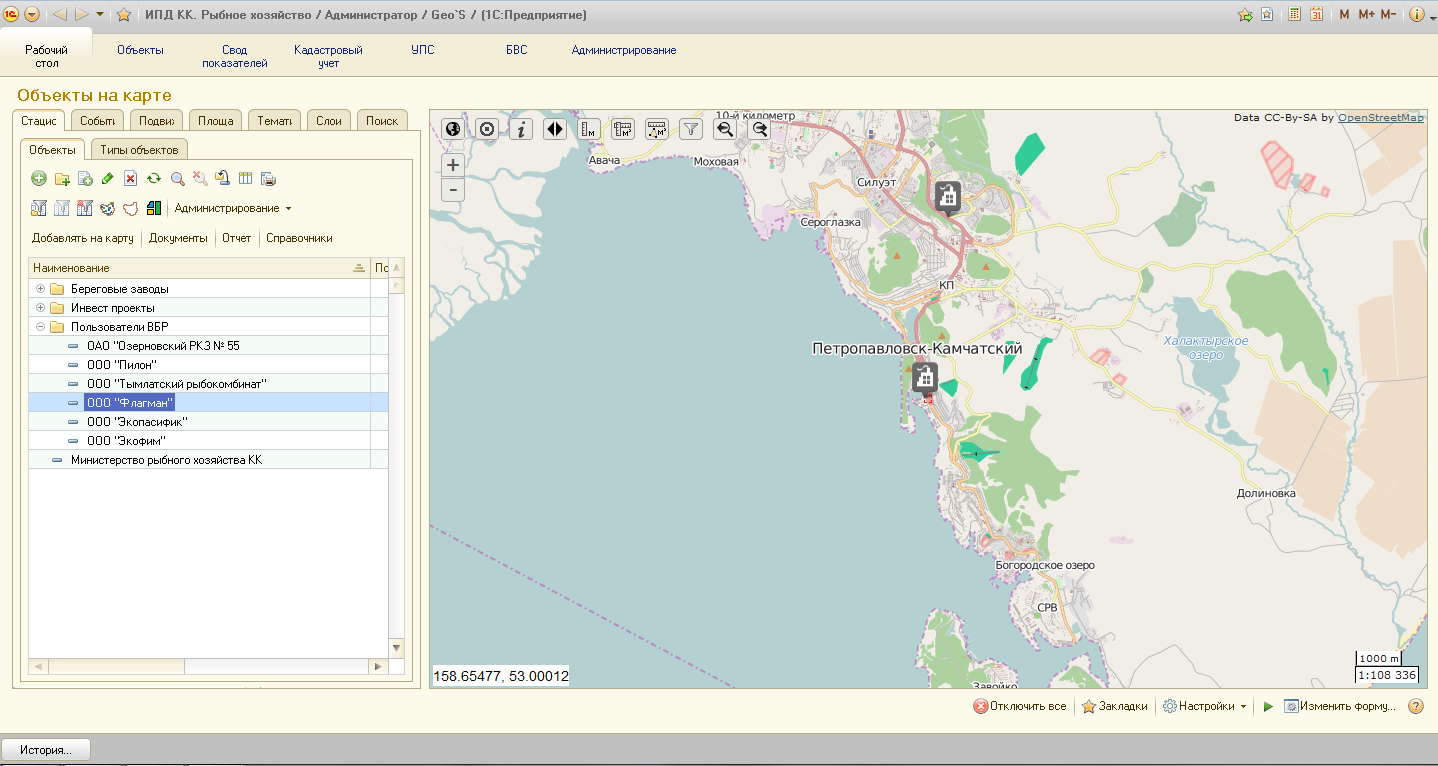 ИПД КК. Рыбное хозяйство / Администратор / Geo`S / (1С:Предприятие)
M M+ M-
Рабочий стол
Объекты
Свод показателей
Кадастровый учет
УПС
БВС
Администрирование
Объекты на карте
Стацис
Событи
Подвиж
Площа
Темати
Слои
Поиск
Объекты
Типы объектов
Администрирование
Добавлять на карту
Документы
Отчет
Справочники
Наименование
По
Береговые заводы
Инвест проекты
Пользователи ВБР
ОАО "Озерновский РКЗ № 55
ООО "Пилон"
ООО "Тымлатский рыбокомбинат"
ООО "Флагман"
ООО "Экопасифик"
ООО "Экофим"
Министерство рыбного хозяйства КК
10-й километр
Data CC-By-SA by OpenStreetMap
+
-
Авача
Моховая
Силуэт
Сероглазка
КП
Петропавловск-Камчатский
Халактырское озеро
Долиновка
Богородское озеро
СРВ
Завойко
158.65477, 53.00012
1000 m
1:108 336
Отключить все
Закладки
Настройки
Изменить форму...
История...